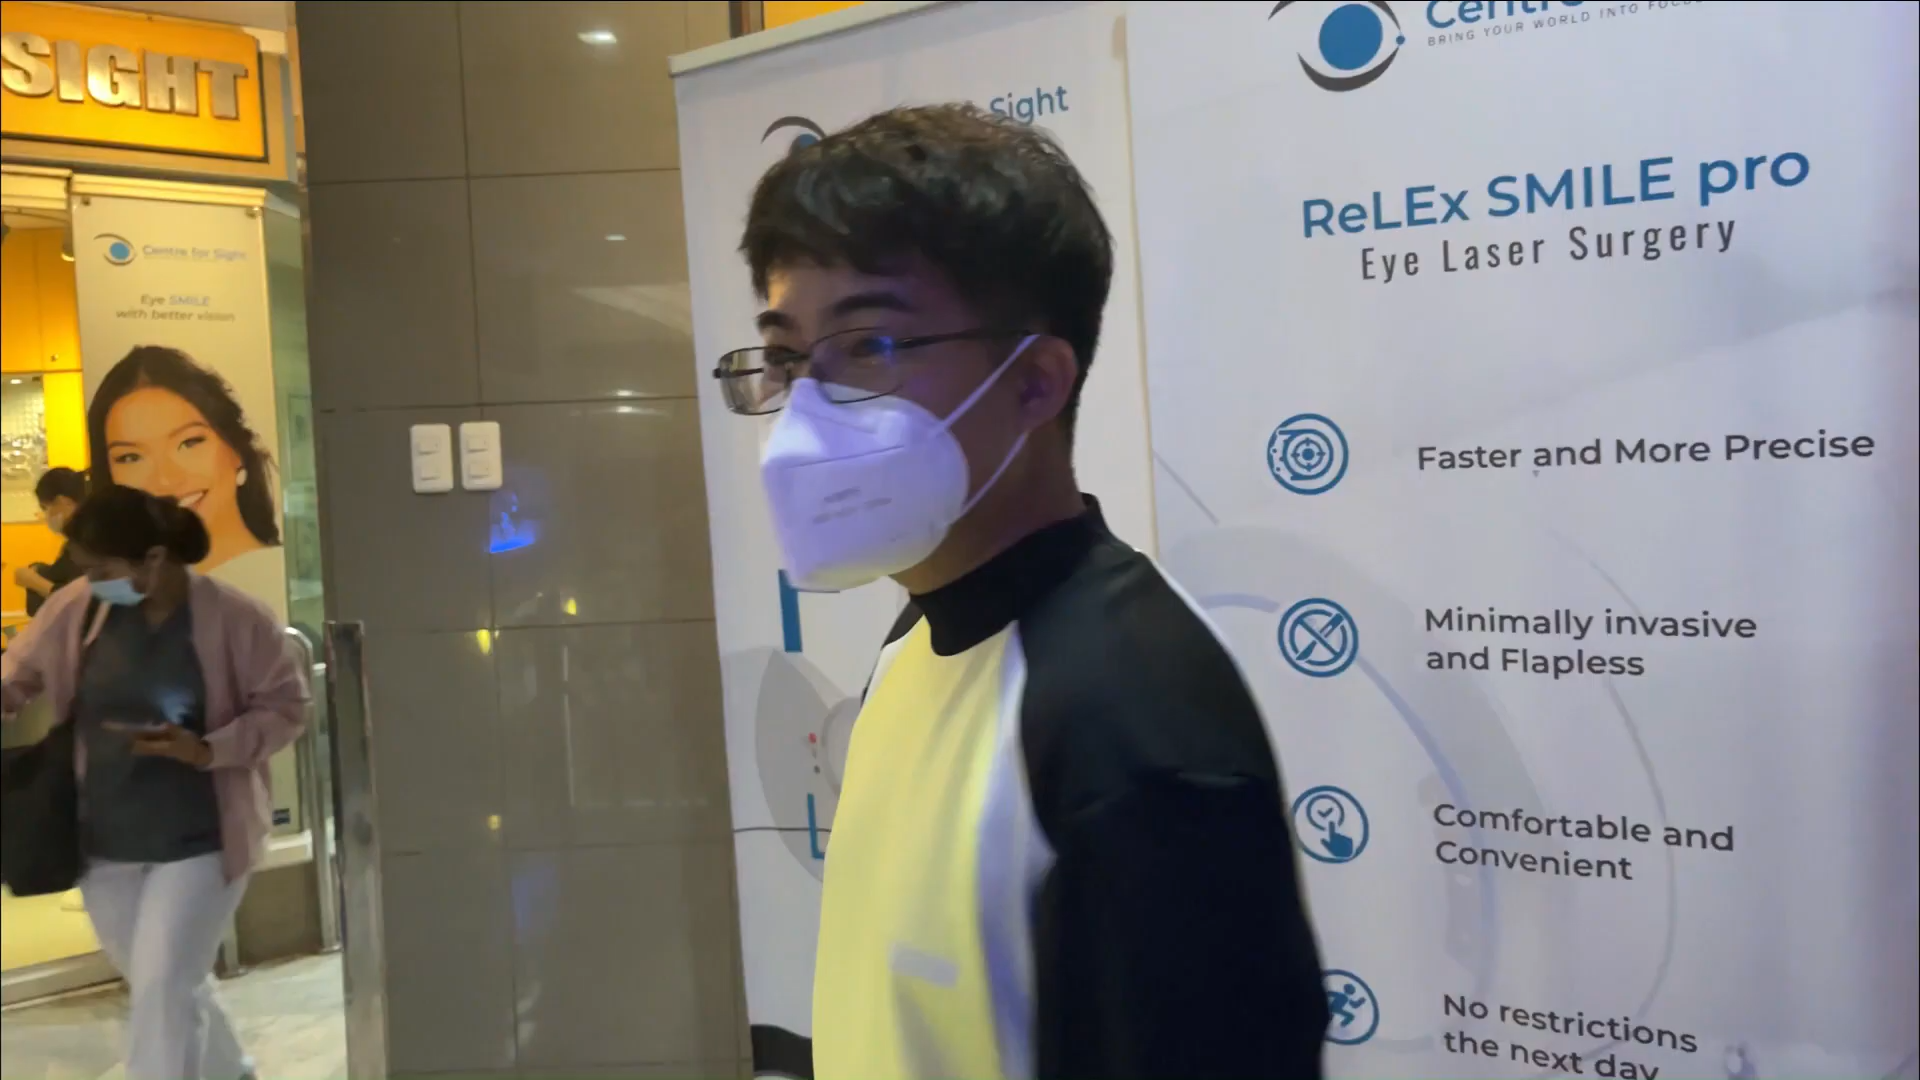 SIGHT
Centre for Sight
Eye SMILE
with better vision
Sight
BRING YOUR WORLD INTO
ReLEx SMILE pro
Eye Laser Surgery
Faster and More Precise
Minimally invasive
and Flapless
Comfortable and
Convenient
No restrictions
the next day